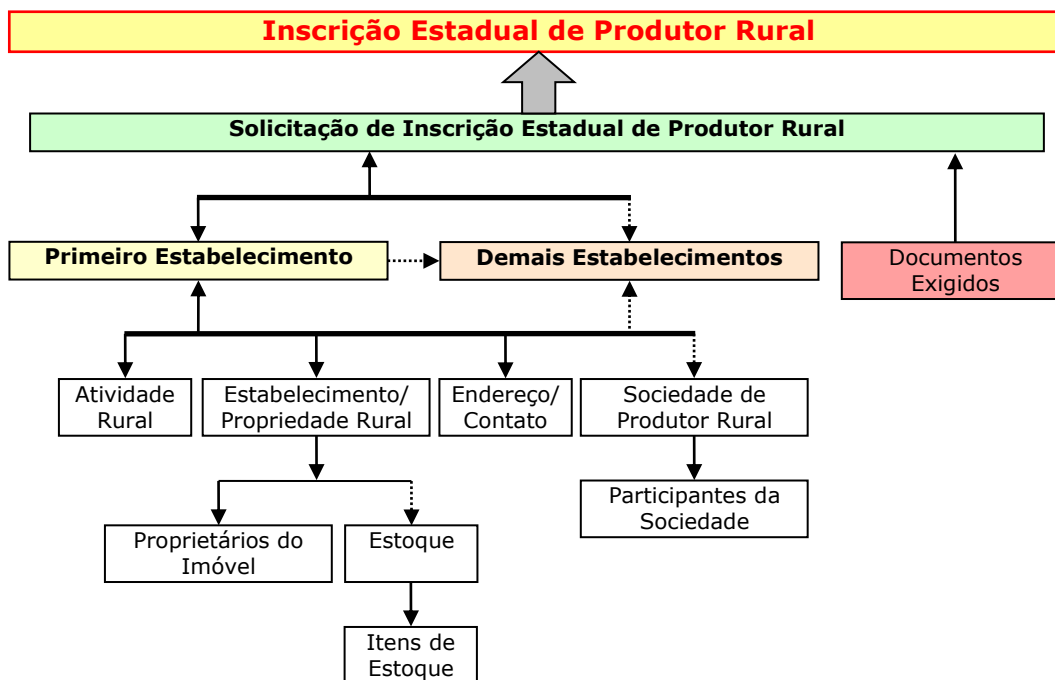 Inscrição Estadual de Produtor Rural
Solicitação de Inscrição Estadual de Produtor Rural
Primeiro Estabelecimento
Demais Estabelecimentos
Documentos
Exigidos
Atividade
Rural
Estabelecimento/
Propriedade Rural
Endereço/
Contato
Sociedade de
Produtor Rural
Participantes da
Sociedade
Proprietários do
Imóvel
Estoque
Itens de
Estoque